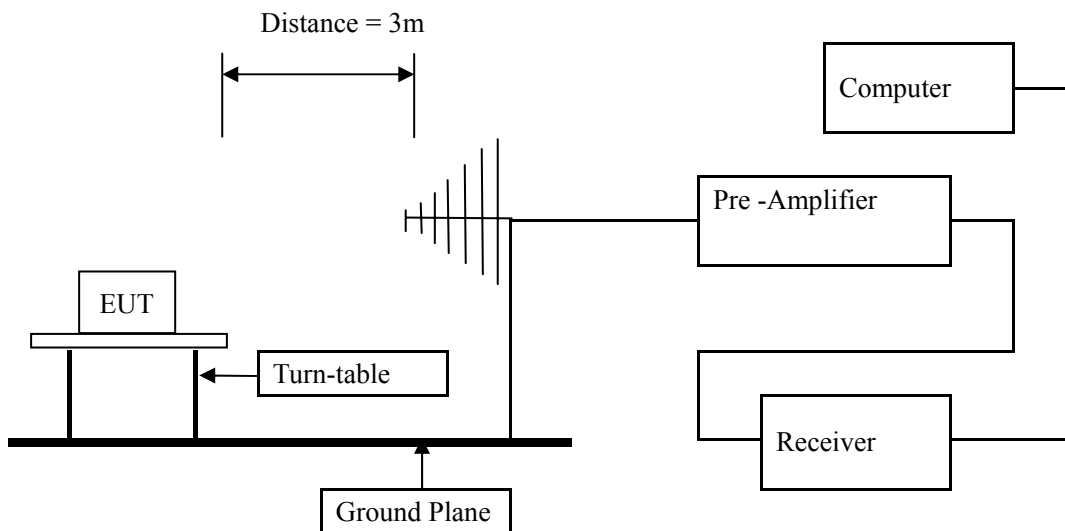 Distance = 3m
Computer
Pre -Amplifier
EUT
Turn-table
Receiver
Ground Plane